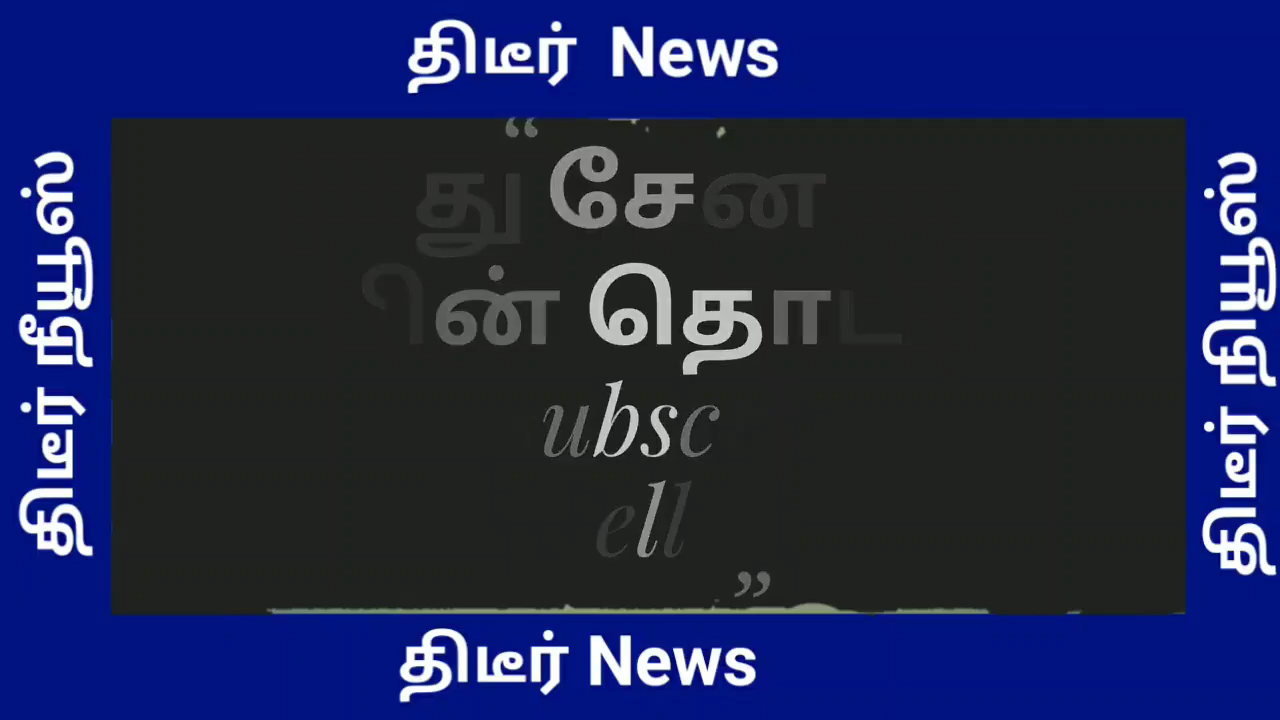 திடீர் News
திடீர் நியூஸ்
“
து சேன
ின் தொட
ubsc
ell
”
திடீர் நியூஸ்
திடீர் News